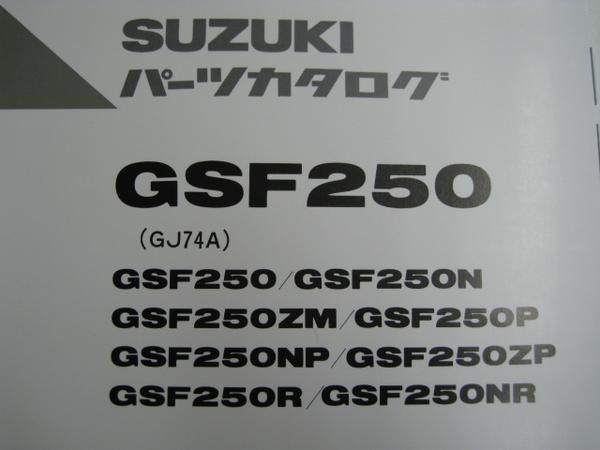 SUZUKI
パーツカタログ
GSF250
(GJ74A)
GSF250/GSF250N
GSF250ZM/GSF250P
GSF250NP/GSF250ZP
GSF250R/GSF250NR